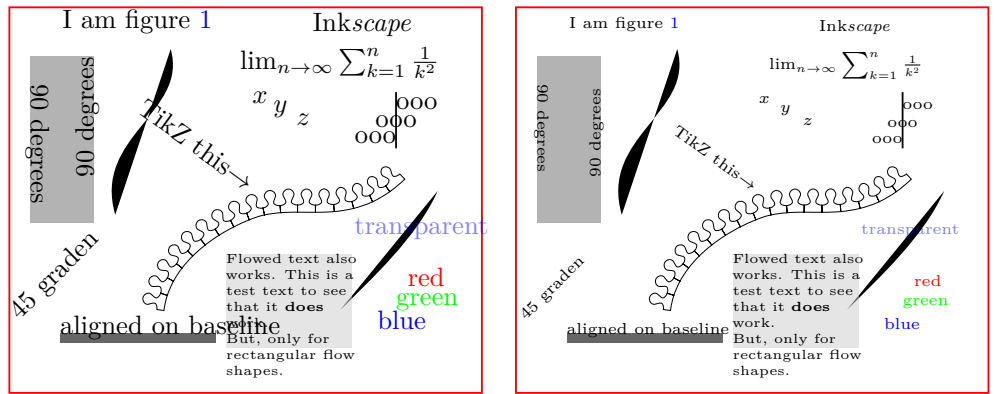 I am figure 1
Inkscape
lim_{n→∞} ∑_{k=1}^{n} 1/k^2
x y z
ooo
ooo
ooo
90 degrees
90 degrees
TikZ this→
transparent
45 graden
Flowed text also
works. This is a
test text to see
that it does
work.
But, only for
rectangular flow
shapes.
red
green
blue
aligned on baseline
I am figure 1
Inkscape
lim_{n→∞} ∑_{k=1}^{n} 1/k^2
x y z
ooo
ooo
ooo
90 degrees
90 degrees
TikZ this→
transparent
45 graden
Flowed text also
works. This is a
test text to see
that it does
work.
But, only for
rectangular flow
shapes.
red
green
blue
aligned on baseline